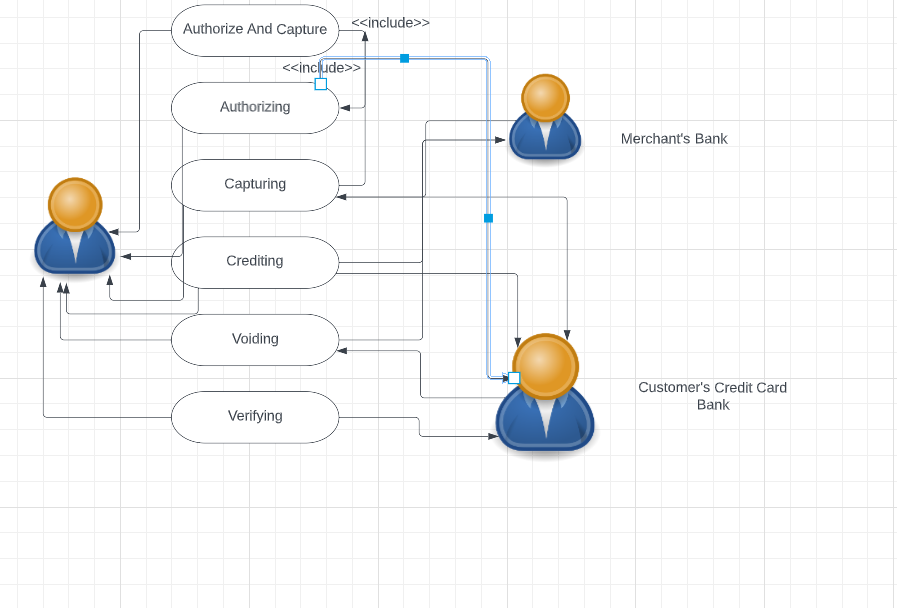 Authorize And Capture
<<include>>
<<include>>
Authorizing
Merchant's Bank
Capturing
Crediting
Voiding
Customer's Credit Card
Bank
Verifying